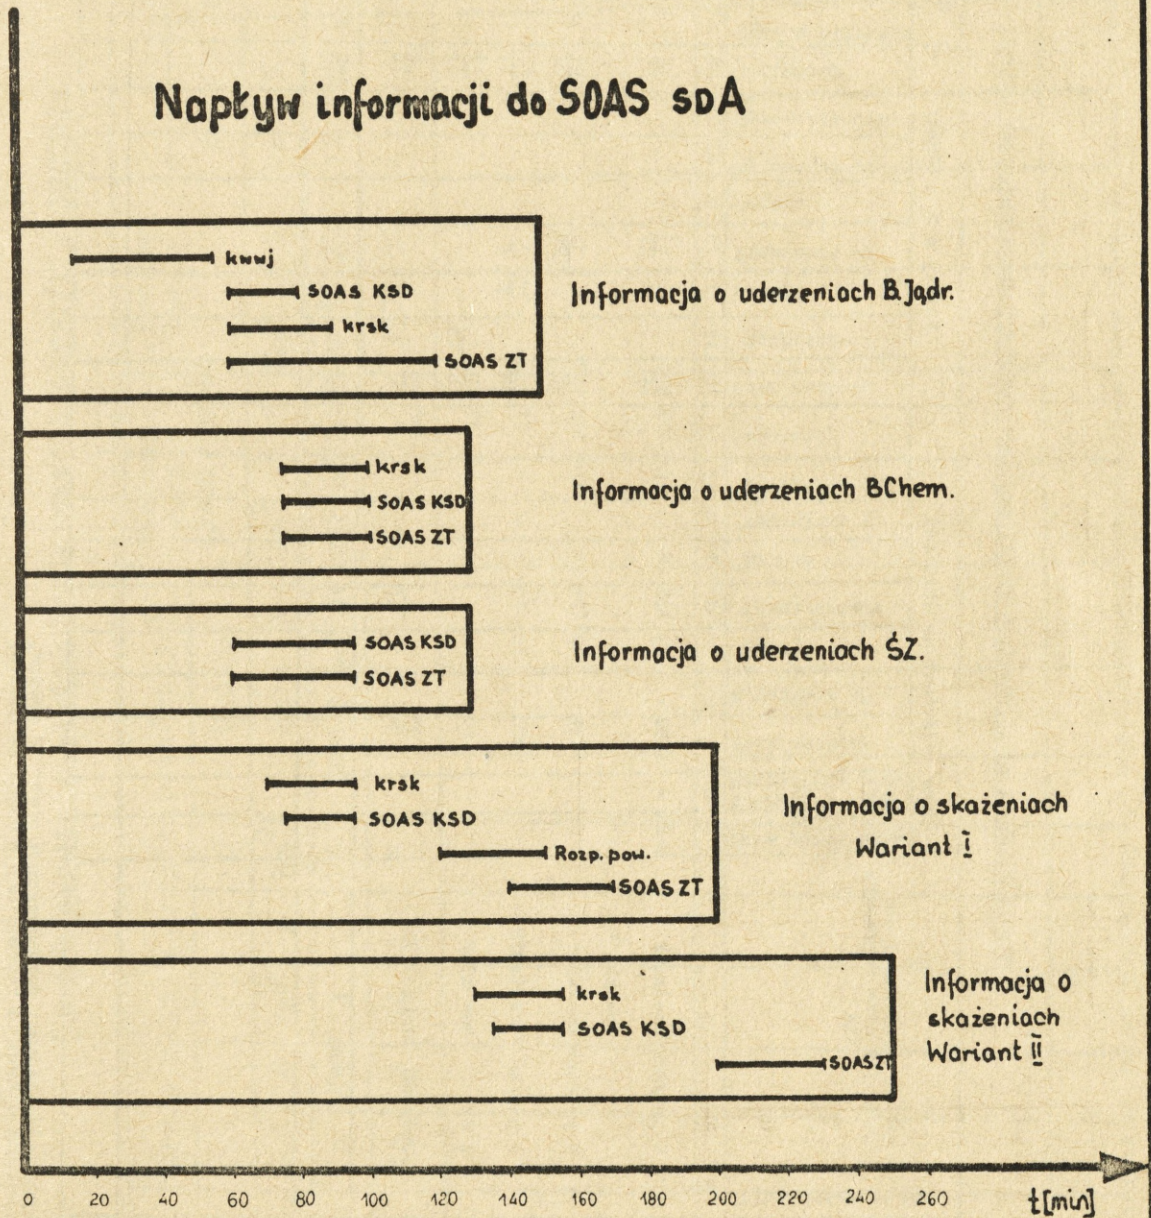 Napływ informacji do SOAS SDA
kwwj
SOAS KSD
krsk
SOAS ZT
Informacja o uderzeniach B.Jądr.
krsk
SOAS KSD
SOAS ZT
Informacja o uderzeniach BChem.
SOAS KSD
SOAS ZT
Informacja o uderzeniach ŚZ.
krsk
SOAS KSD
Rozp. pow.
SOAS ZT
Informacja o skażeniach
Wariant I
krsk
SOAS KSD
SOAS ZT
Informacja o
skażeniach
Wariant II
0 20 40 60 80 100 120 140 160 180 200 220 240 260 t[min]